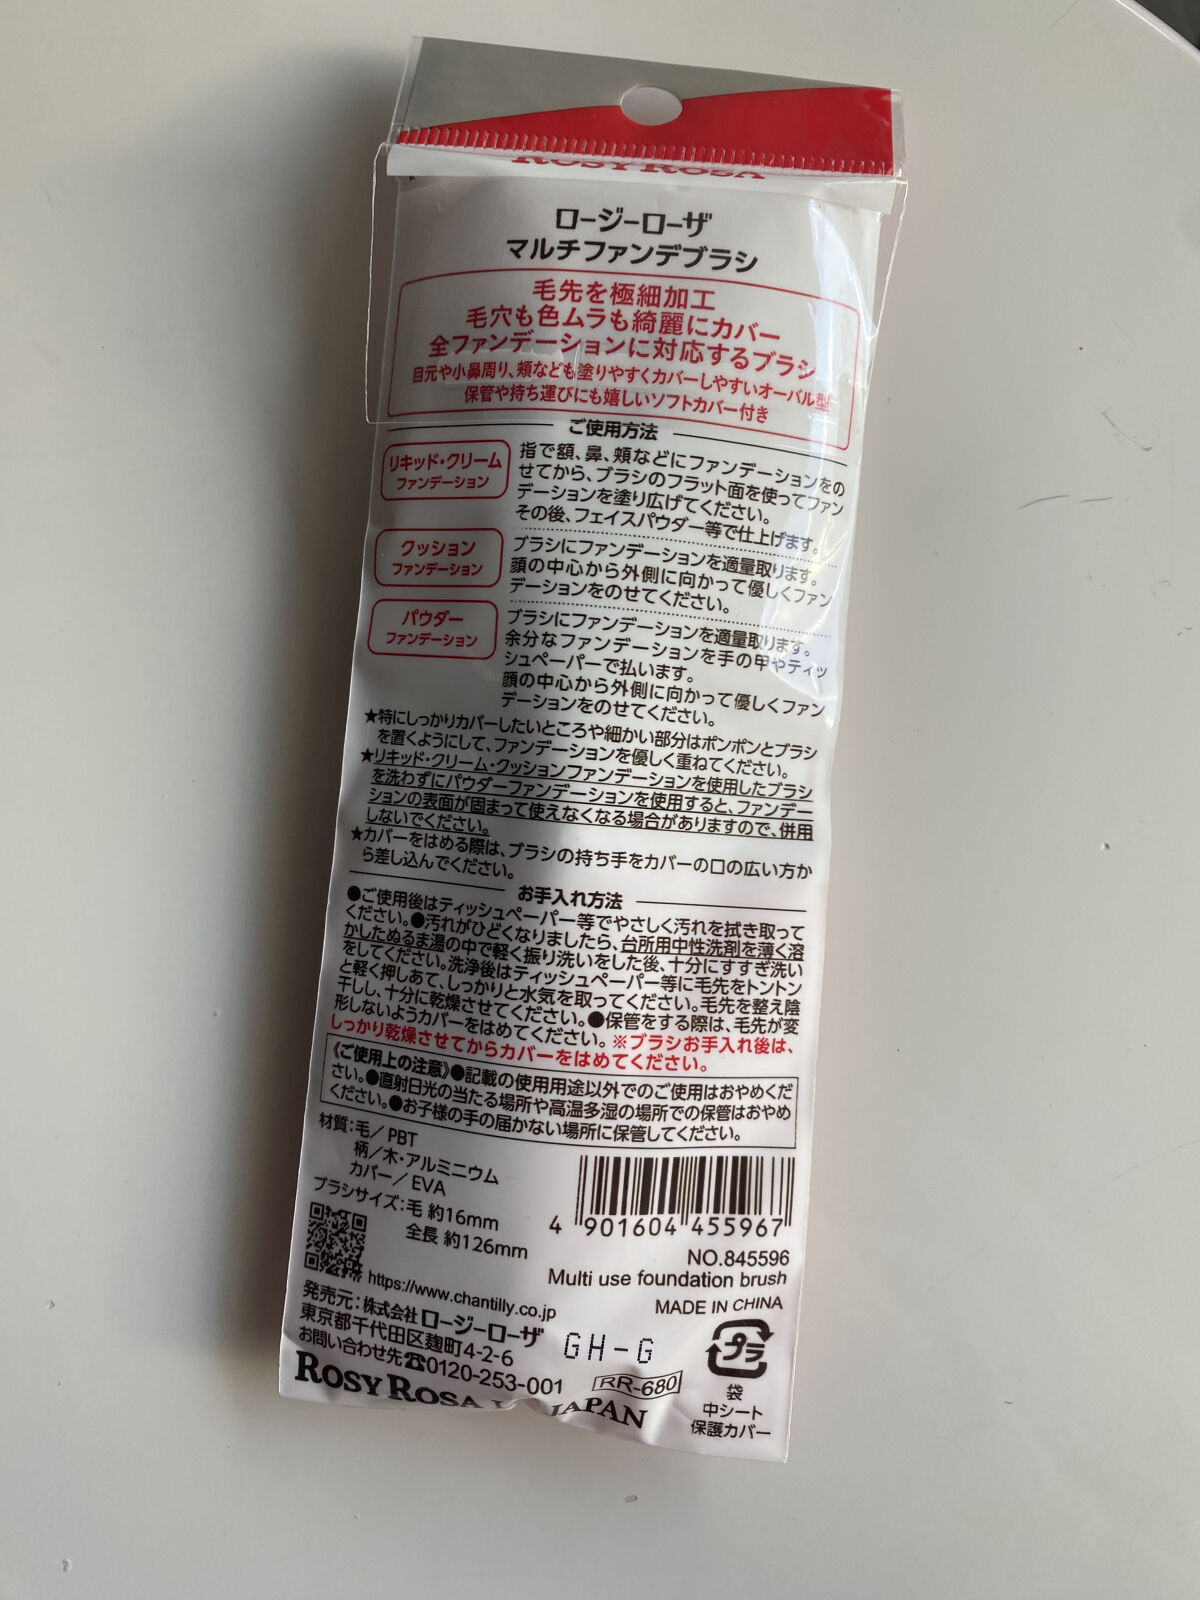 ROSY ROSA
ロージーローザ
マルチファンデブラシ
毛先を極細加工
毛穴も色ムラも綺麗にカバー
全ファンデーションに対応するブラシ
目元や小鼻周り、頬なども塗りやすくカバーしやすいオーバル型
保管や持ち運びにも嬉しいソフトカバー付き
ご使用方法
リキッド・クリーム
ファンデーション
指で額、鼻、頬などにファンデーションをの
せてから、ブラシのフラット面を使ってファン
デーションを塗り広げてください。
その後、フェイスパウダー等で仕上げます。
クッション
ファンデーション
ブラシにファンデーションを適量取ります。
顔の中心から外側に向かって優しくファン
デーションをのせてください。
パウダー
ファンデーション
ブラシにファンデーションを適量取ります。
余分なファンデーションを手の甲やティッ
シュペーパーで払います。
顔の中心から外側に向かって優しくファン
デーションをのせてください。
★特にしっかりカバーしたいところや細かい部分はポンポンとブラシ
を置くようにして、ファンデーションを優しく重ねてください。
★リキッド・クリーム・クッションファンデーションを使用したブラシ
を洗わずにパウダーファンデーションを使用すると、ファンデー
ションの表面が固まって使えなくなる場合がありますので、併用
しないでください。
★カバーをはめる際は、ブラシの持ち手をカバーの口の広い方か
ら差し込んでください。
お手入れ方法
●ご使用後はティッシュペーパー等でやさしく汚れを拭き取って
ください。●汚れがひどくなりましたら、台所用中性洗剤を薄く溶
かしたぬるま湯の中で軽く振り洗いをした後、十分にすすぎ洗い
をしてください。洗浄後はティッシュペーパー等に毛先をトントン
と軽く押しあて、しっかりと水気を取ってください。毛先を整え陰
干しし、十分に乾燥させてください。●保管をする際は、毛先が変
形しないようカバーをはめてください。※ブラシお手入れ後は、
しっかり乾燥させてからカバーをはめてください。
《ご使用上の注意》●記載の使用用途以外でのご使用はおやめくだ
さい。●直射日光の当たる場所や高温多湿の場所での保管はおやめ
ください。●お子様の手の届かない場所に保管してください。
材質：毛／PBT
柄／木・アルミニウム
カバー／EVA
ブラシサイズ：毛 約16mm
全長 約126mm
4 901604 455967
NO.845596
Multi use foundation brush
MADE IN CHINA
https://www.chantilly.co.jp
発売元：株式会社ロージーローザ
東京都千代田区麹町4-2-6
お問い合わせ先☎0120-253-001
GH-G
RR-680
プラ
袋
中シート
保護カバー
ROSY ROSA JAPAN